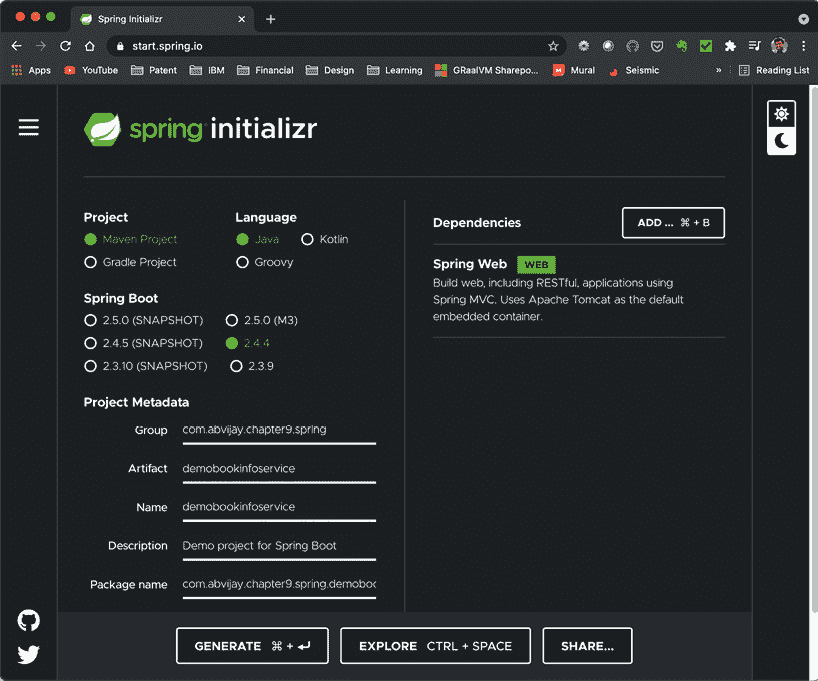 Spring Initializr
start.spring.io
Apps YouTube Patent IBM Financial Design Learning GRaalVM Sharepo... Mural Seismic » Reading List
spring initializr
Project
Maven Project
Gradle Project
Language
Java Kotlin
Groovy
Spring Boot
2.5.0 (SNAPSHOT) 2.5.0 (M3)
2.4.5 (SNAPSHOT) 2.4.4
2.3.10 (SNAPSHOT) 2.3.9
Project Metadata
Group com.abvijay.chapter9.spring
Artifact demobookinfoservice
Name demobookinfoservice
Description Demo project for Spring Boot
Package name com.abvijay.chapter9.spring.demoboo
Dependencies
ADD ... ⌘ + B
Spring Web WEB
Build web, including RESTful, applications using
Spring MVC. Uses Apache Tomcat as the default
embedded container.
GENERATE ⌘ + ↵
EXPLORE CTRL + SPACE
SHARE...